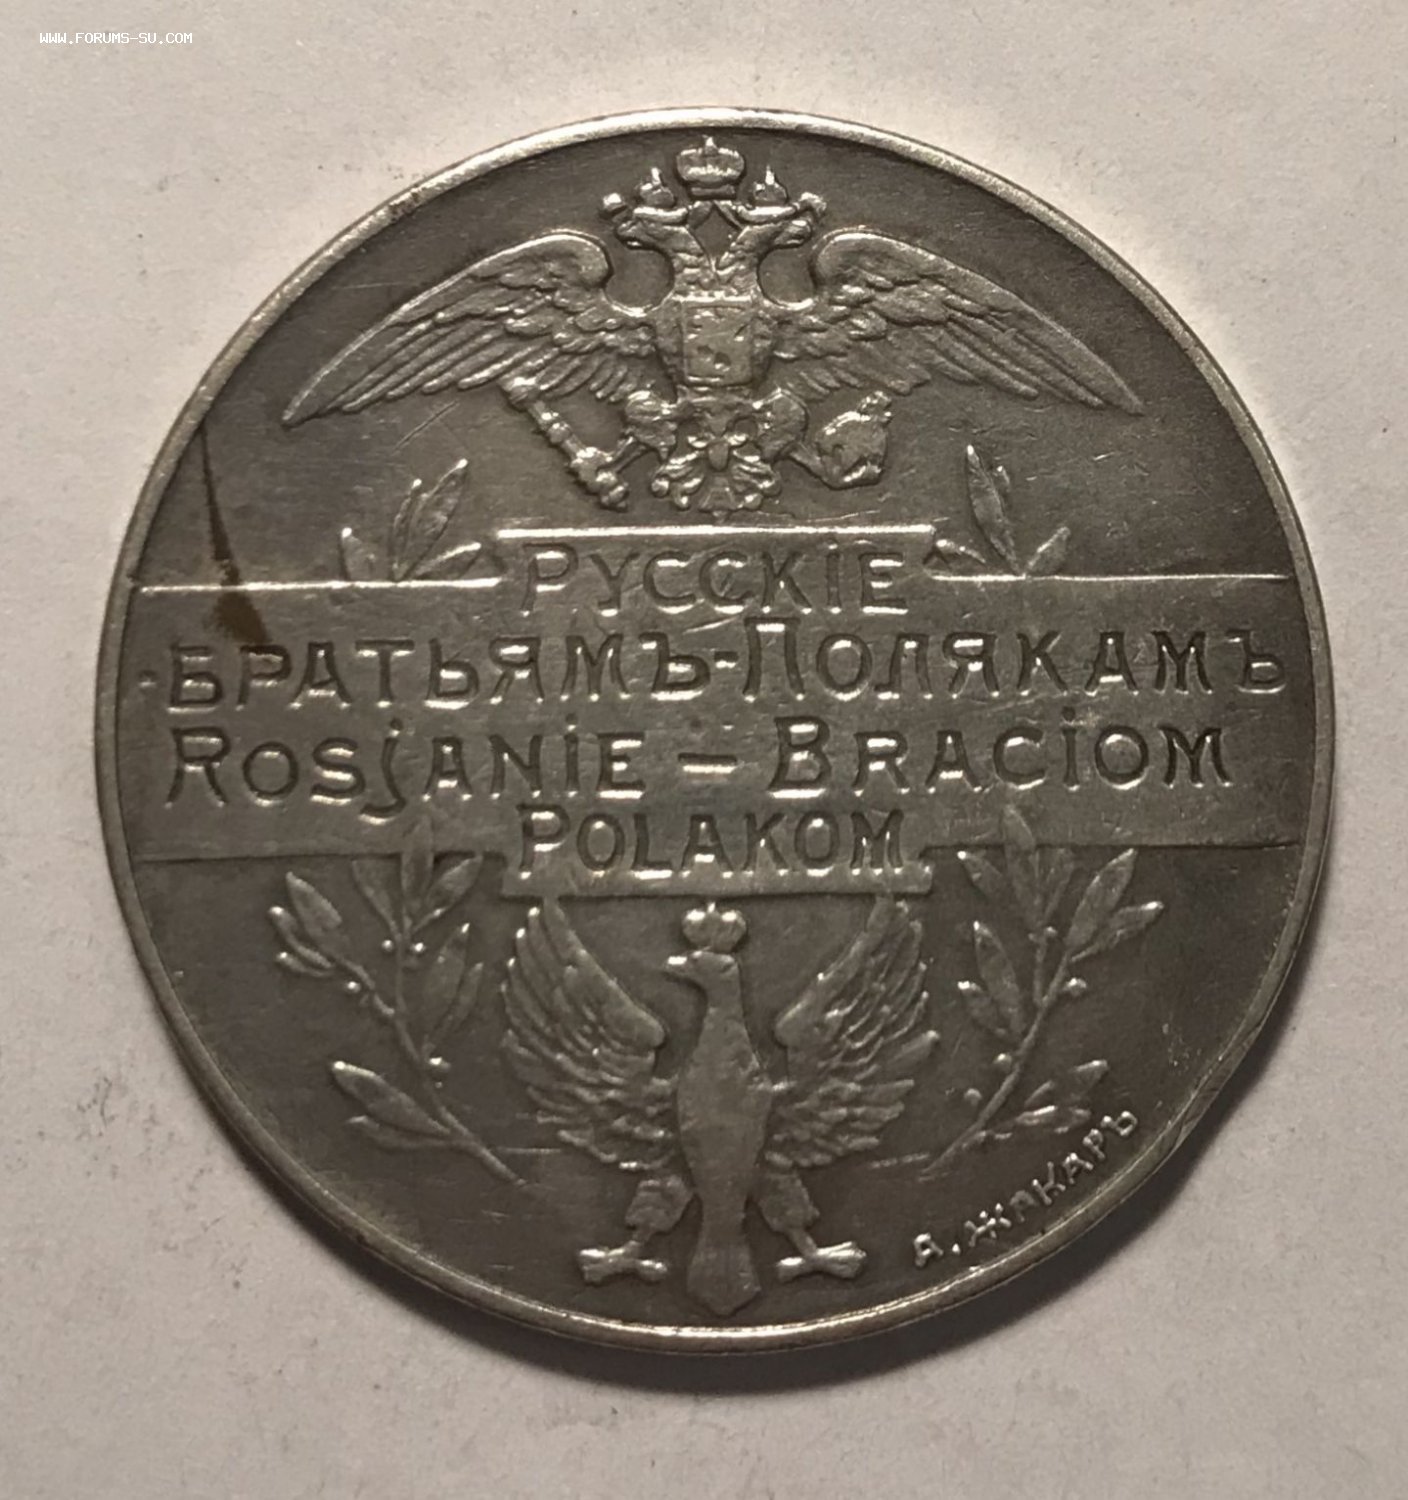 WWW.FORUMS-SU.COM
РУССКІЕ
БРАТЬЯМЪ-ПОЛЯКАМЪ
ROSJANIE – BRACIOM
POLAKOM
А. ЖАКАРЪ